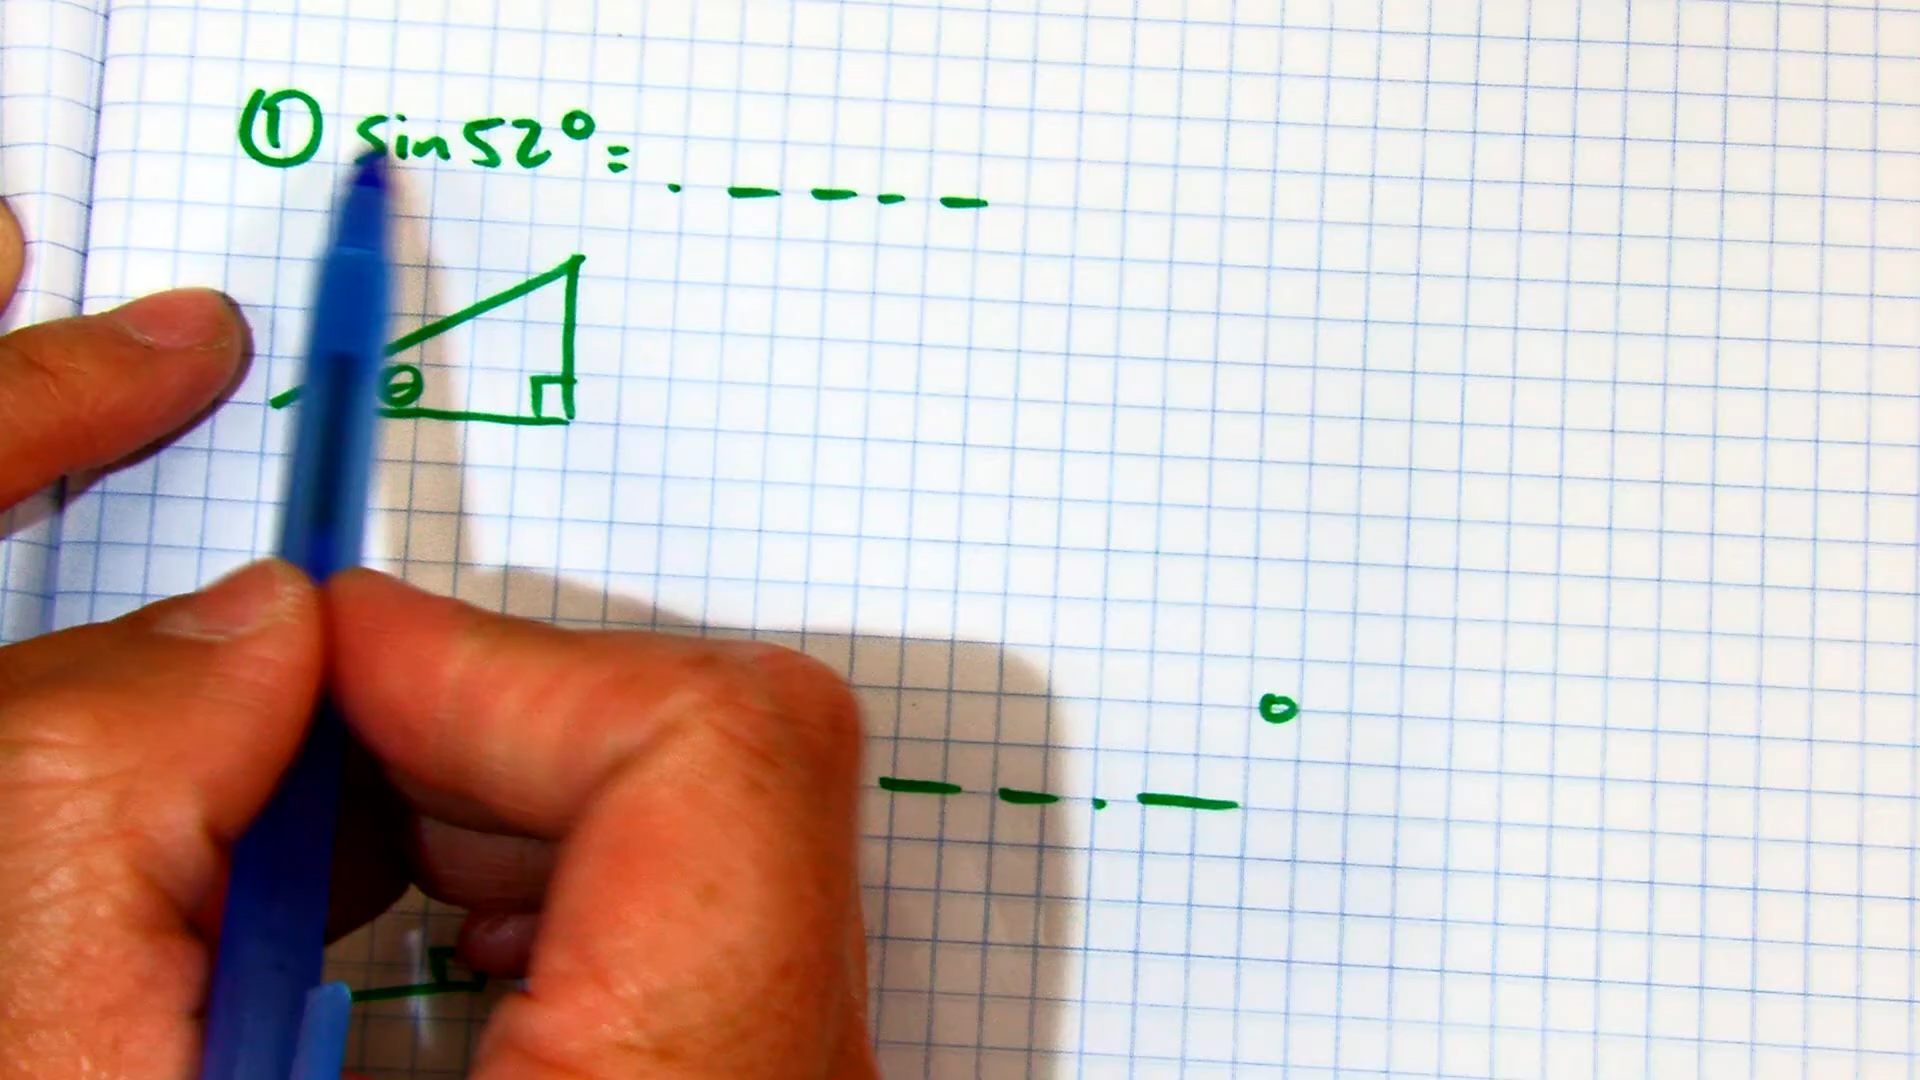 ① sin 52° = . _ _ _ _
θ
_ _ . _ °